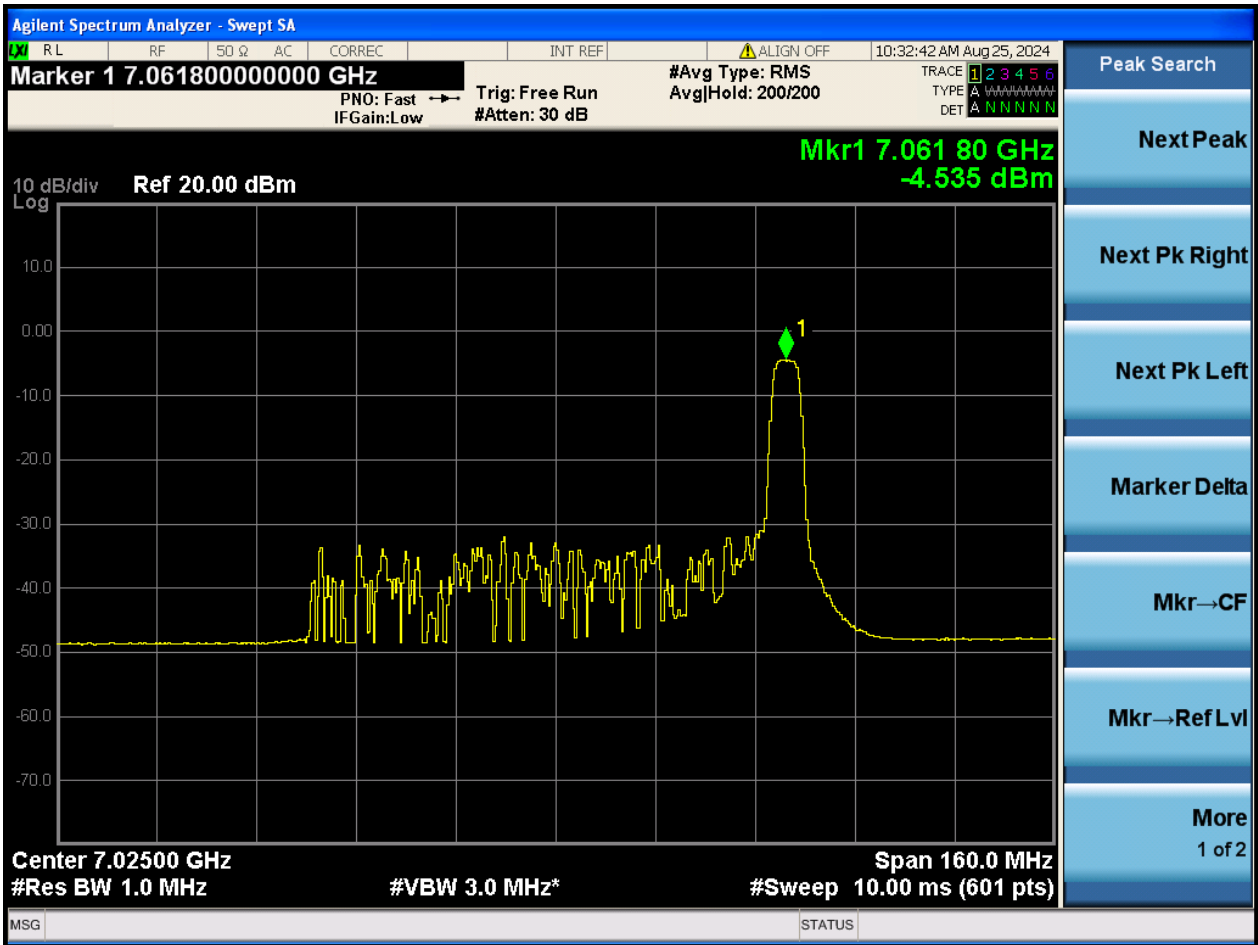 Agilent Spectrum Analyzer - Swept SA
LXI RL RF 50 Ω AC CORREC INT REF ALIGN OFF 10:32:42 AM Aug 25, 2024
Marker 1 7.061800000000 GHz
PNO: Fast
IFGain:Low
Trig: Free Run
#Atten: 30 dB
#Avg Type: RMS
Avg|Hold: 200/200
TRACE 1 2 3 4 5 6
TYPE A
DET A N N N N N
Mkr1 7.061 80 GHz
-4.535 dBm
10 dB/div Ref 20.00 dBm
Log
10.0
0.00
-10.0
-20.0
-30.0
-40.0
-50.0
-60.0
-70.0
1
Center 7.02500 GHz Span 160.0 MHz
#Res BW 1.0 MHz #VBW 3.0 MHz* #Sweep 10.00 ms (601 pts)
MSG STATUS
Peak Search
Next Peak
Next Pk Right
Next Pk Left
Marker Delta
Mkr→CF
Mkr→Ref Lvl
More
1 of 2